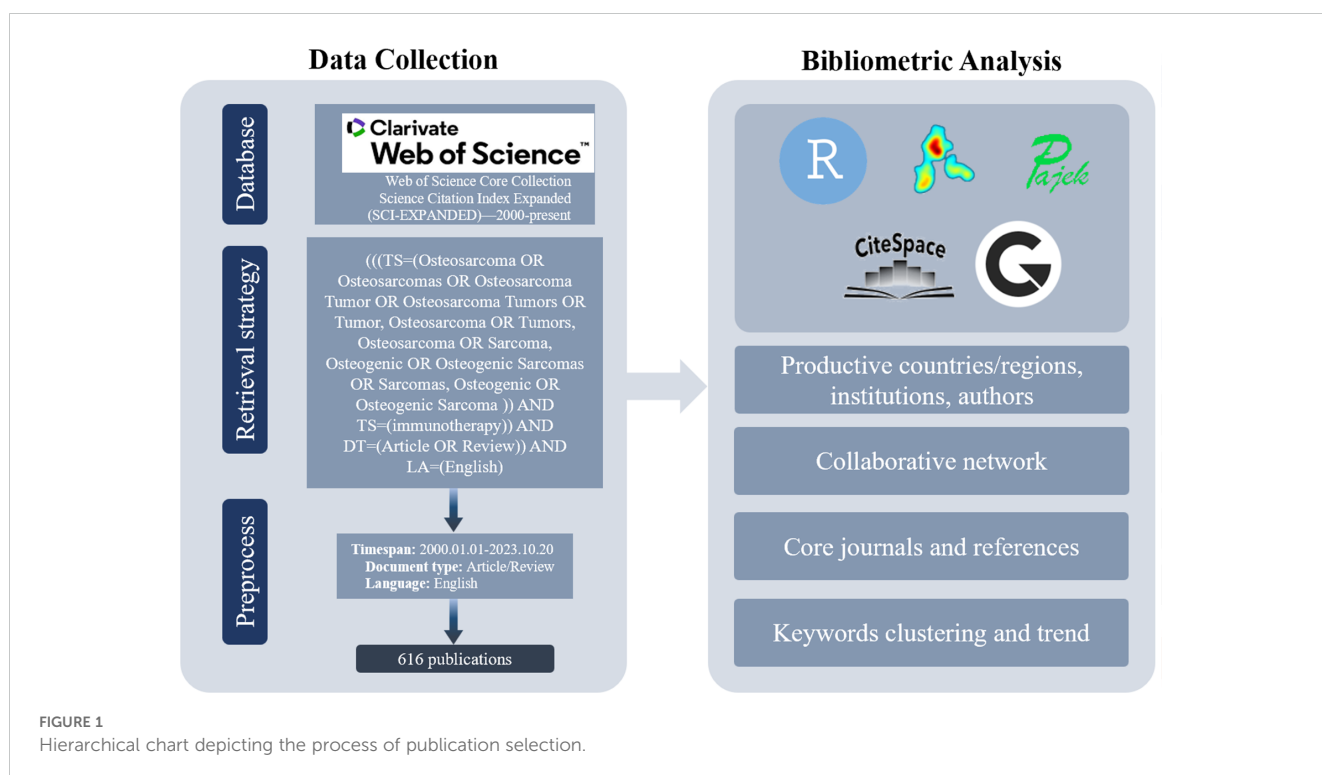 Data Collection
Database
Clarivate
Web of Science™
Web of Science Core Collection
Science Citation Index Expanded
(SCI-EXPANDED)—2000-present
Retrieval strategy
(((TS=(Osteosarcoma OR
Osteosarcomas OR Osteosarcoma
Tumor OR Osteosarcoma Tumors OR
Tumor, Osteosarcoma OR Tumors,
Osteosarcoma OR Sarcoma,
Osteogenic OR Osteogenic Sarcomas
OR Sarcomas, Osteogenic OR
Osteogenic Sarcoma )) AND
TS=(immunotherapy)) AND
DT=(Article OR Review)) AND
LA=(English)
Preprocess
Timespan: 2000.01.01-2023.10.20
Document type: Article/Review
Language: English
616 publications
Bibliometric Analysis
R
Pajek
CiteSpace
G
Productive countries/regions,
institutions, authors
Collaborative network
Core journals and references
Keywords clustering and trend
FIGURE 1
Hierarchical chart depicting the process of publication selection.